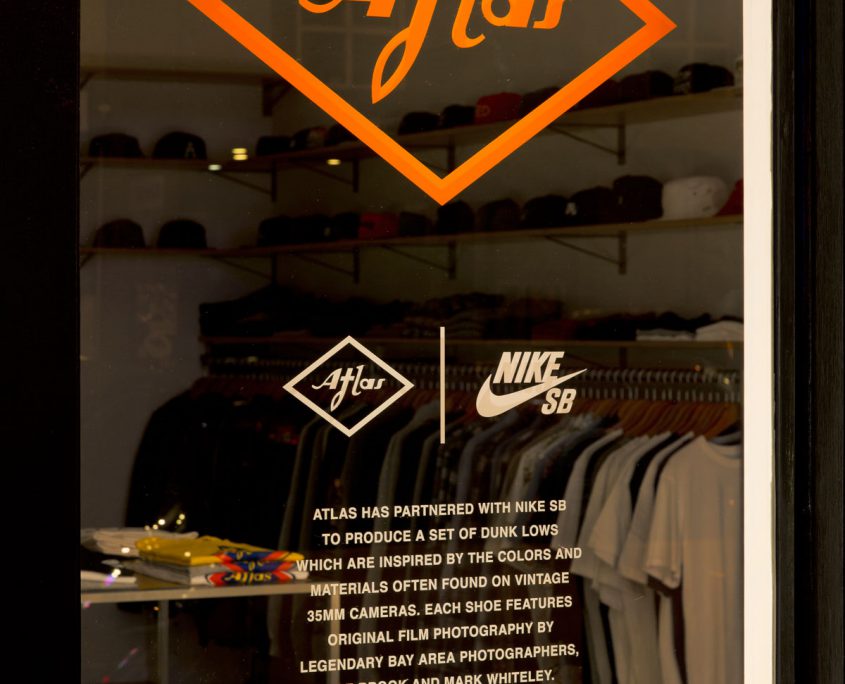 Atlas
Atlas
NIKE
SB
ATLAS HAS PARTNERED WITH NIKE SB
TO PRODUCE A SET OF DUNK LOWS
WHICH ARE INSPIRED BY THE COLORS AND
MATERIALS OFTEN FOUND ON VINTAGE
35MM CAMERAS. EACH SHOE FEATURES
ORIGINAL FILM PHOTOGRAPHY BY
LEGENDARY BAY AREA PHOTOGRAPHERS,
AND MARK WHITELEY.
Atlas